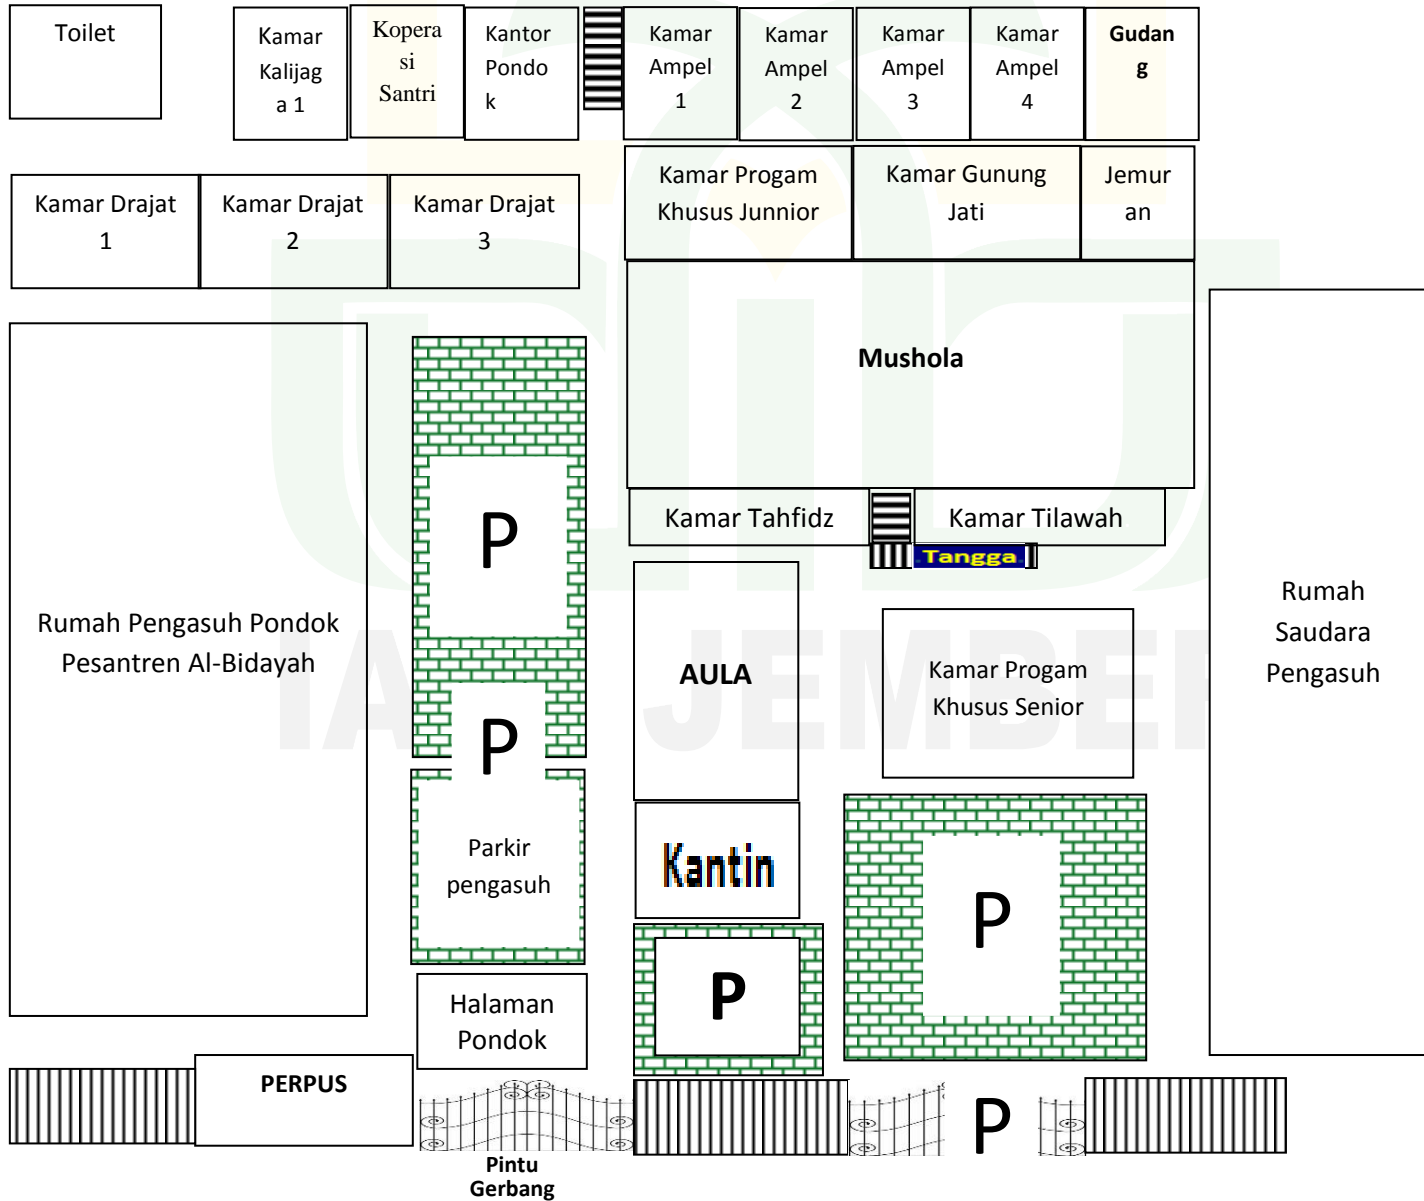 Toilet
Kamar
Kalijag
a 1
Kopera
si
Santri
Kantor
Pondo
k
Kamar
Ampel
1
Kamar
Ampel
2
Kamar
Ampel
3
Kamar
Ampel
4
Gudan
g
Kamar Drajat
1
Kamar Drajat
2
Kamar Drajat
3
Kamar Progam
Khusus Junnior
Kamar Gunung
Jati
Jemur
an
Mushola
Kamar Tahfidz
Kamar Tilawah
Tangga
Rumah Pengasuh Pondok
Pesantren Al-Bidayah
P
P
Parkir
pengasuh
AULA
Kamar Progam
Khusus Senior
Rumah
Saudara
Pengasuh
Kantin
P
P
Halaman
Pondok
PERPUS
Pintu
Gerbang
P
JEMBER